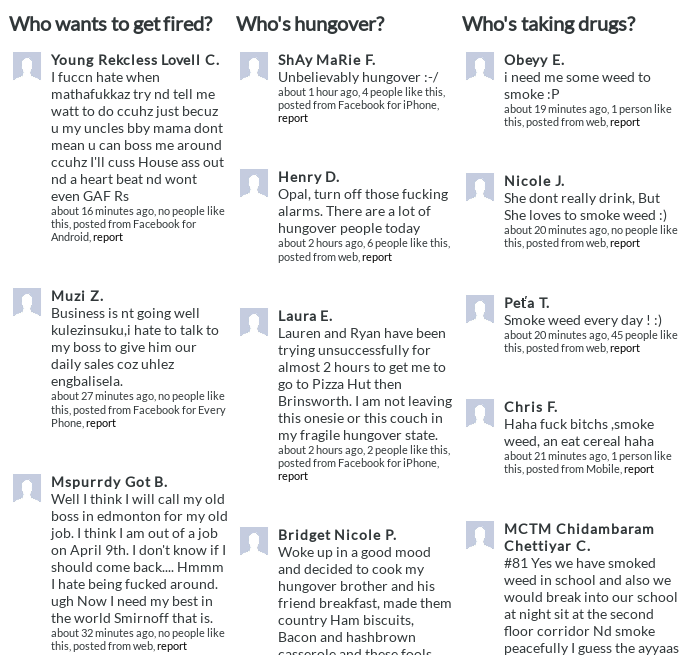 Who wants to get fired?
Young Rekcless Lovell C.
I fuccn hate when
mathafukkaz try nd tell me
watt to do ccuhz just becuz
u my uncles bby mama dont
mean u can boss me around
ccuhz I'll cuss House ass out
nd a heart beat nd wont
even GAF Rs
about 16 minutes ago, no people like
this, posted from Facebook for
Android, report
Muzi Z.
Business is nt going well
kulezinsuku,i hate to talk to
my boss to give him our
daily sales coz uhlez
engbalisela.
about 27 minutes ago, no people like
this, posted from Facebook for Every
Phone, report
Mspurrdy Got B.
Well I think I will call my old
boss in edmonton for my old
job. I think I am out of a job
on April 9th. I don't know if I
should come back.... Hmmm
I hate being fucked around.
ugh Now I need my best in
the world Smirnoff that is.
about 32 minutes ago, no people like
this, posted from web, report
Who's hungover?
ShAy MaRie F.
Unbelievably hungover :-/
about 1 hour ago, 4 people like this,
posted from Facebook for iPhone,
report
Henry D.
Opal, turn off those fucking
alarms. There are a lot of
hungover people today
about 2 hours ago, 6 people like this,
posted from web, report
Laura E.
Lauren and Ryan have been
trying unsuccessfully for
almost 2 hours to get me to
go to Pizza Hut then
Brinsworth. I am not leaving
this onesie or this couch in
my fragile hungover state.
about 2 hours ago, 2 people like this,
posted from Facebook for iPhone,
report
Bridget Nicole P.
Woke up in a good mood
and decided to cook my
hungover brother and his
friend breakfast, made them
country Ham biscuits,
Bacon and hashbrown
casserole and these fools
Who's taking drugs?
Obeyy E.
i need me some weed to
smoke :P
about 19 minutes ago, 1 person like
this, posted from web, report
Nicole J.
She dont really drink, But
She loves to smoke weed :)
about 20 minutes ago, no people like
this, posted from web, report
Peťa T.
Smoke weed every day ! :)
about 20 minutes ago, 45 people like
this, posted from web, report
Chris F.
Haha fuck bitchs ,smoke
weed, an eat cereal haha
about 21 minutes ago, 1 person like
this, posted from Mobile, report
MCTM Chidambaram
Chettiyar C.
#81 Yes we have smoked
weed in school and also we
would break into our school
at night sit at the second
floor corridor Nd smoke
peacefully I guess the ayyaas